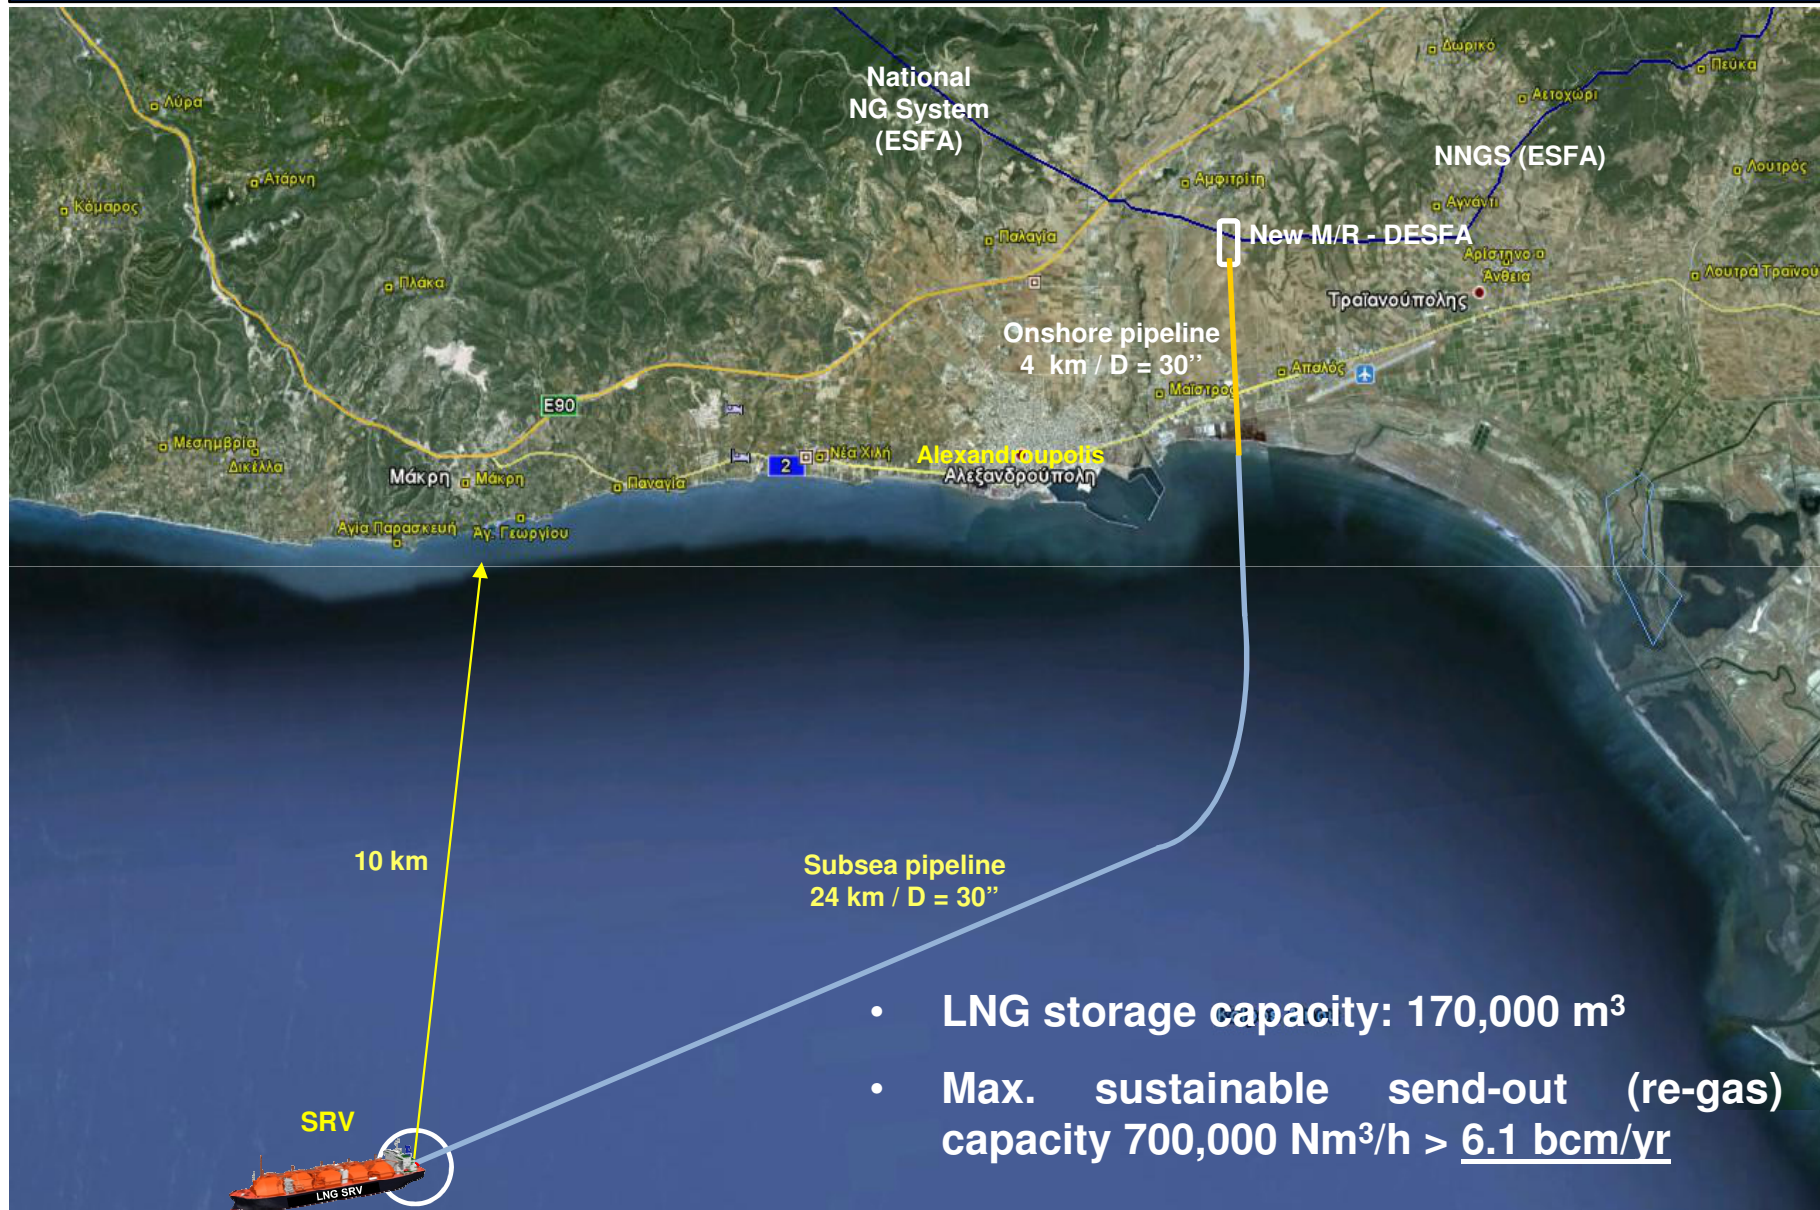 Δωρικό
Πεύκα
National
NG System
(ESFA)
Λύρα
Αετοχώρι
NNGS (ESFA)
Λουτρός
Ατάρνη
Αμφιτρίτη
Κόμαρος
Αγνάντι
Παλαγία
New M/R - DESFA
Αρίστηνο
Άνθεια
Λουτρά Τραϊανού
Πλάκα
Τραϊανούπολης
Onshore pipeline
4 km / D = 30’’
Απαλός
Μαΐστρος
E90
Μεσημβρία
Δικέλλα
2
Νέα Χιλή
Alexandroupolis
Αλεξανδρούπολη
Μάκρη
Μάκρη
Παναγία
Αγία Παρασκευή
Άγ. Γεωργίου
10 km
Subsea pipeline
24 km / D = 30”
• LNG storage capacity: 170,000 m³
• Max. sustainable send-out (re-gas)
capacity 700,000 Nm³/h > 6.1 bcm/yr
SRV
LNG SRV